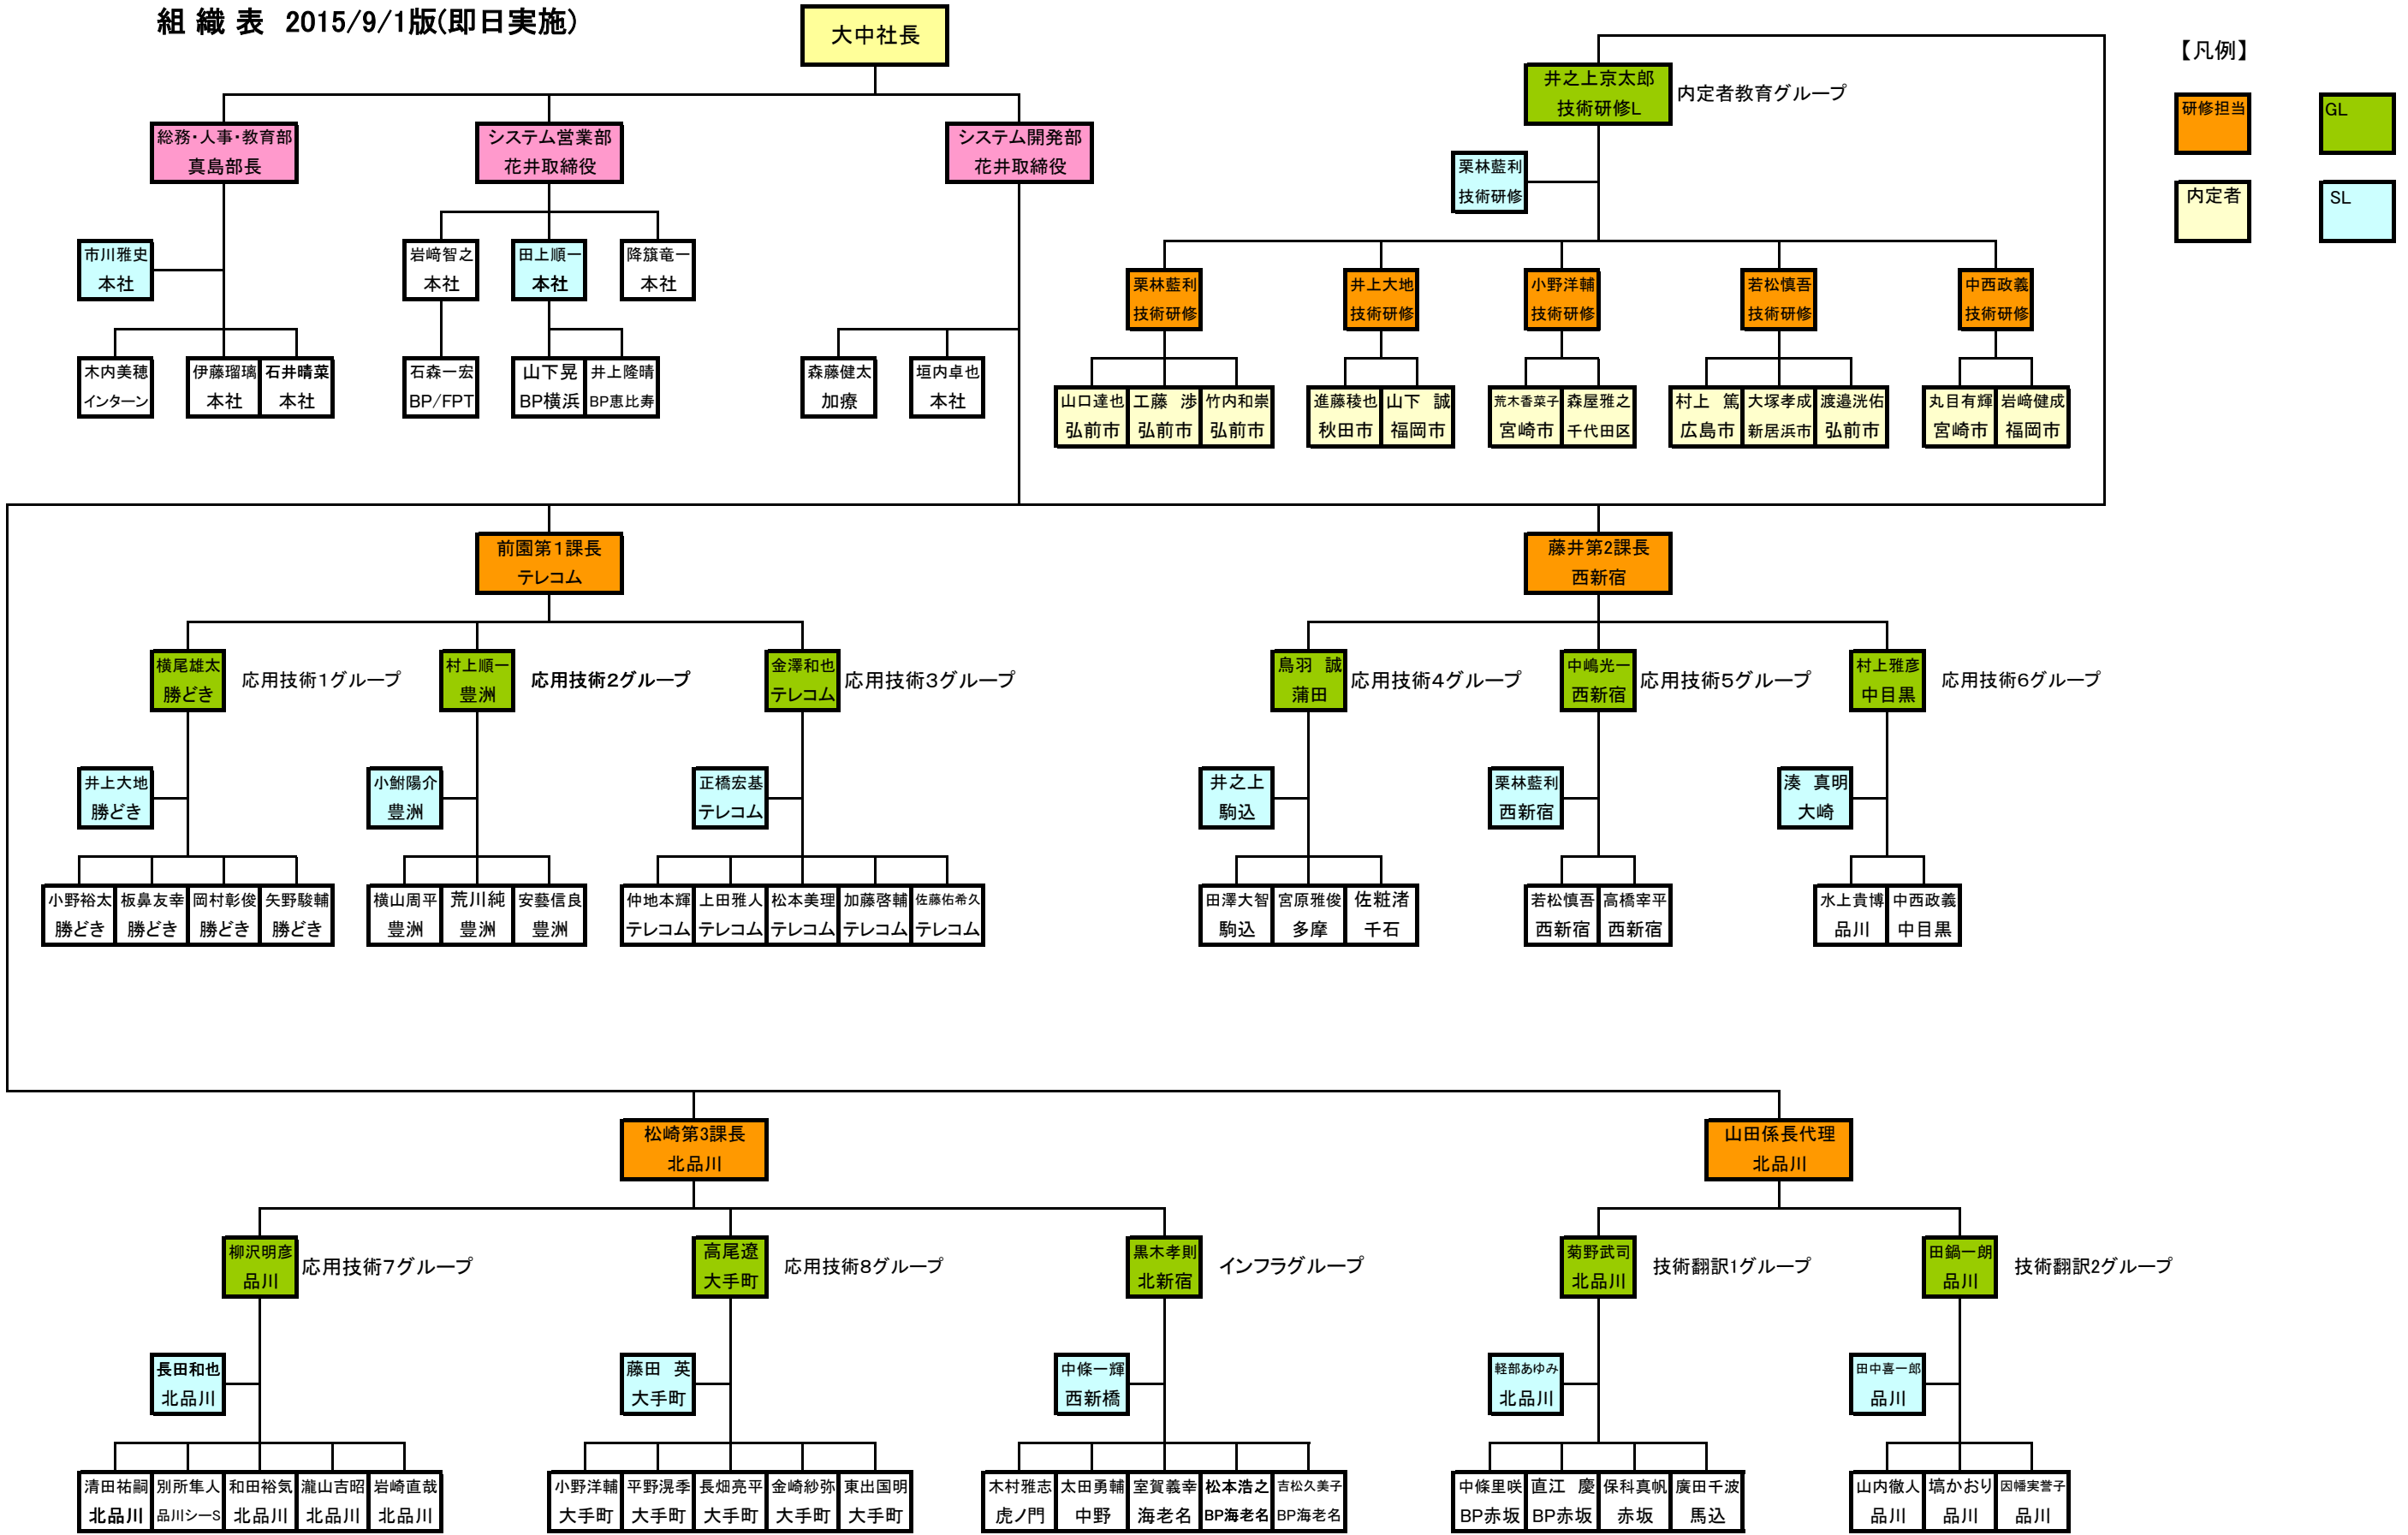 組 織 表 2015/9/1版(即日実施)
大中社長
【凡例】
研修担当
GL
内定者
SL
井之上京太郎
技術研修L
内定者教育グループ
栗林藍利
技術研修
総務・人事・教育部
真島部長
システム営業部
花井取締役
システム開発部
花井取締役
市川雅史
本社
岩﨑智之
本社
田上順一
本社
降籏竜一
本社
木内美穂
インターン
伊藤瑠璃
本社
石井晴菜
本社
石森一宏
BP/FPT
山下晃
BP横浜
井上隆晴
BP恵比寿
森藤健太
加療
垣内卓也
本社
栗林藍利
技術研修
井上大地
技術研修
小野洋輔
技術研修
若松慎吾
技術研修
中西政義
技術研修
山口達也
弘前市
工藤 渉
弘前市
竹内和崇
弘前市
進藤稜也
秋田市
山下 誠
福岡市
荒木香菜子
宮崎市
森屋雅之
千代田区
村上 篤
広島市
大塚孝成
新居浜市
渡邉洸佑
弘前市
丸目有輝
宮崎市
岩﨑健成
福岡市
前園第1課長
テレコム
藤井第2課長
西新宿
横尾雄太
勝どき
応用技術1グループ
村上順一
豊洲
応用技術2グループ
金澤和也
テレコム
応用技術3グループ
鳥羽 誠
蒲田
応用技術4グループ
中嶋光一
西新宿
応用技術5グループ
村上雅彦
中目黒
応用技術6グループ
井上大地
勝どき
小鮒陽介
豊洲
正橋宏基
テレコム
井之上
駒込
栗林藍利
西新宿
湊 真明
大崎
小野裕太
勝どき
板鼻友幸
勝どき
岡村彰俊
勝どき
矢野駿輔
勝どき
横山周平
豊洲
荒川純
豊洲
安藝信良
豊洲
仲地本輝
テレコム
上田雅人
テレコム
松本美理
テレコム
加藤啓輔
テレコム
佐藤佑希久
テレコム
田澤大智
駒込
宮原雅俊
多摩
佐粧渚
千石
若松慎吾
西新宿
高橋宰平
西新宿
水上貴博
品川
中西政義
中目黒
松崎第3課長
北品川
山田係長代理
北品川
柳沢明彦
品川
応用技術7グループ
高尾遼
大手町
応用技術8グループ
黒木孝則
北新宿
インフラグループ
菊野武司
北品川
技術翻訳1グループ
田鍋一朗
品川
技術翻訳2グループ
長田和也
北品川
藤田 英
大手町
中條一輝
西新橋
軽部あゆみ
北品川
田中喜一郎
品川
清田祐嗣
北品川
別所隼人
品川シーS
和田裕気
北品川
瀧山吉昭
北品川
岩崎直哉
北品川
小野洋輔
大手町
平野滉季
大手町
長畑亮平
大手町
金崎紗弥
大手町
東出国明
大手町
木村雅志
虎ノ門
太田勇輔
中野
室賀義幸
海老名
松本浩之
BP海老名
吉松久美子
BP海老名
中條里咲
BP赤坂
直江 慶
BP赤坂
保科真帆
赤坂
廣田千波
馬込
山内徹人
品川
塙かおり
品川
因幡実誉子
品川